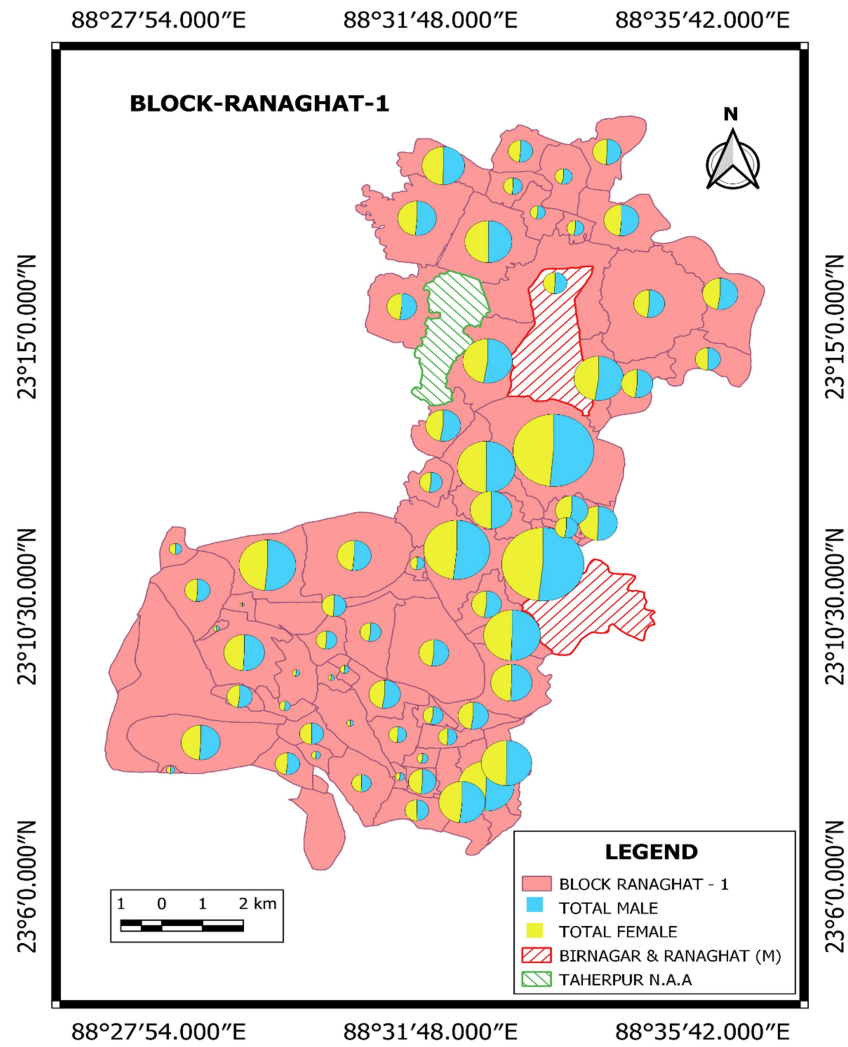 88°27′54.000″E 88°31′48.000″E 88°35′42.000″E
BLOCK-RANAGHAT-1
N
23°15′0.000″N 23°15′0.000″N
23°10′30.000″N 23°10′30.000″N
23°6′0.000″N 23°6′0.000″N
LEGEND
BLOCK RANAGHAT - 1
TOTAL MALE
TOTAL FEMALE
BIRNAGAR & RANAGHAT (M)
TAHERPUR N.A.A
1 0 1 2 km
88°27′54.000″E 88°31′48.000″E 88°35′42.000″E